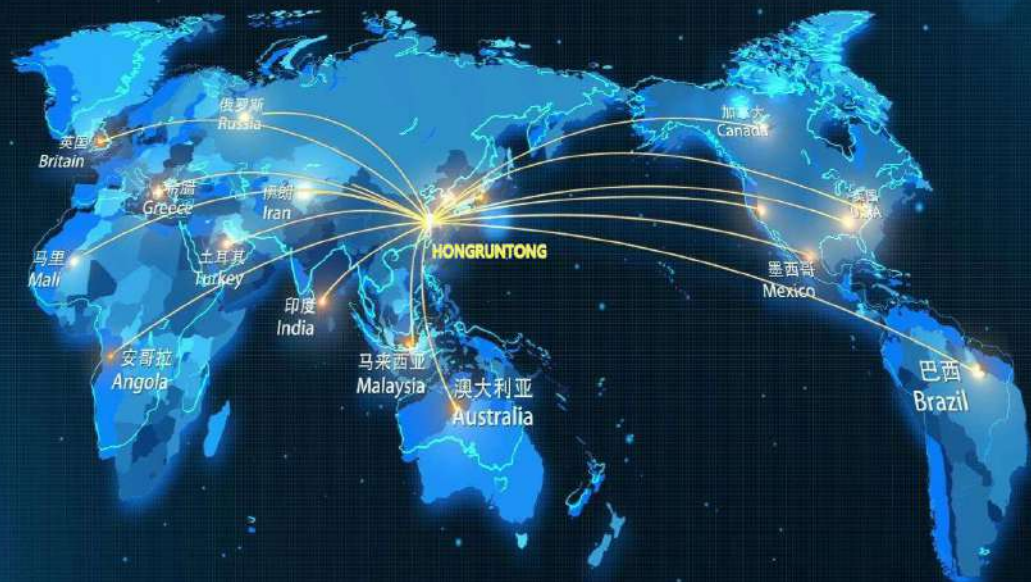 俄罗斯
Russia
英国
Britain
希腊
Greece
伊朗
Iran
马里
Mali
土耳其
Turkey
印度
India
安哥拉
Angola
HONGRUNTONG
马来西亚
Malaysia
澳大利亚
Australia
加拿大
Canada
美国
墨西哥
Mexico
巴西
Brazil